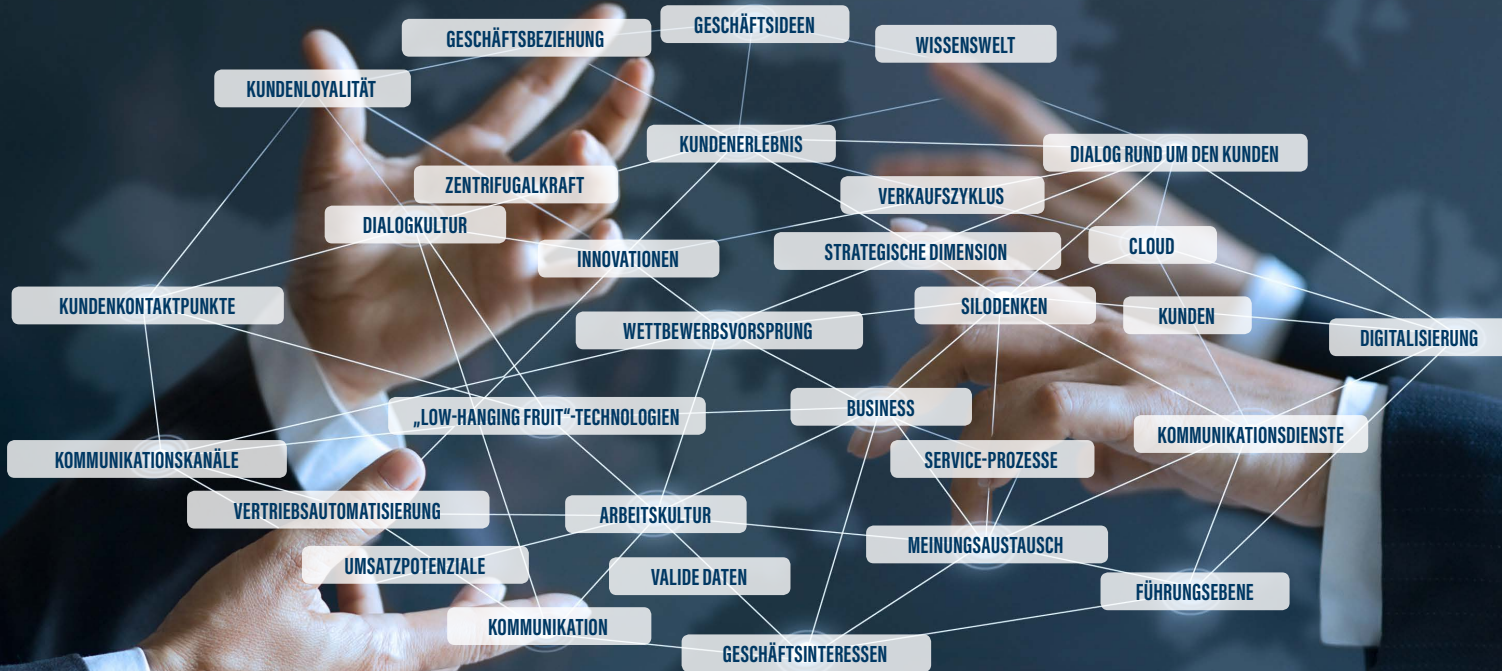 GESCHÄFTSIDEEN
GESCHÄFTSBEZIEHUNG
WISSENSWELT
KUNDENLOYALITÄT
KUNDENERLEBNIS
DIALOG RUND UM DEN KUNDEN
ZENTRIFUGALKRAFT
VERKAUFSZYKLUS
DIALOGKULTUR
CLOUD
STRATEGISCHE DIMENSION
INNOVATIONEN
KUNDENKONTAKTPUNKTE
SILODENKEN
KUNDEN
WETTBEWERBSVORSPRUNG
DIGITALISIERUNG
BUSINESS
„LOW-HANGING FRUIT“-TECHNOLOGIEN
KOMMUNIKATIONSDIENSTE
KOMMUNIKATIONSKANÄLE
SERVICE-PROZESSE
VERTRIEBSAUTOMATISIERUNG
ARBEITSKULTUR
MEINUNGSAUSTAUSCH
UMSATZPOTENZIALE
VALIDE DATEN
FÜHRUNGSEBENE
KOMMUNIKATION
GESCHÄFTSINTERESSEN